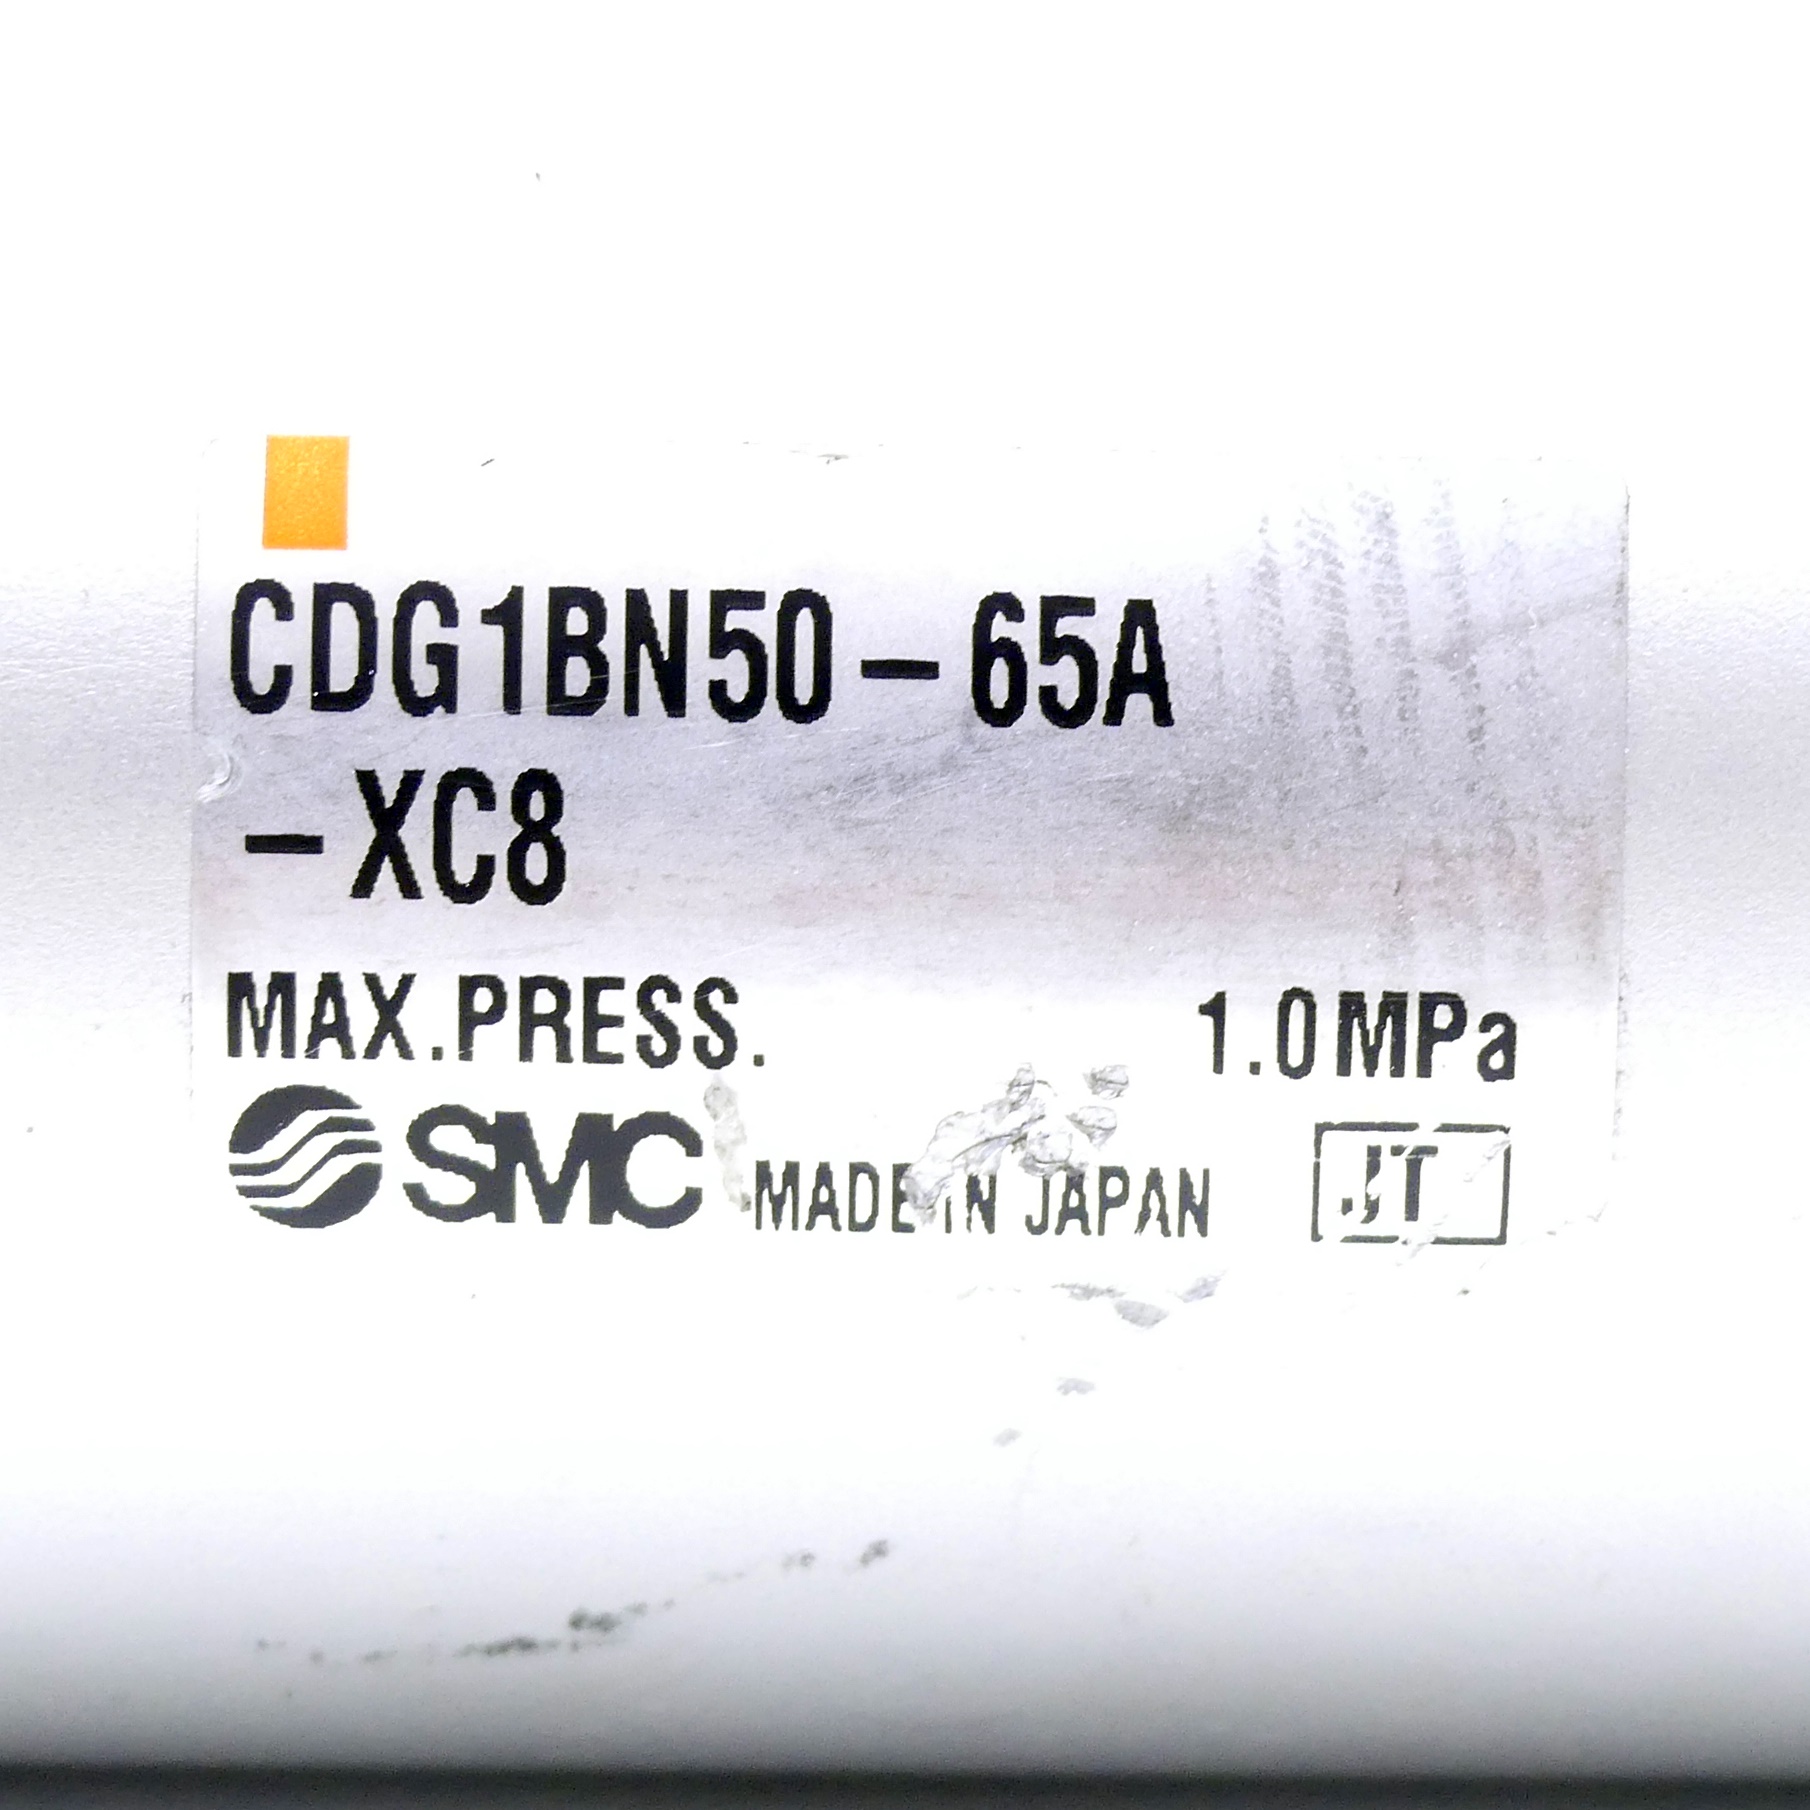 CDG1BN50-65A
-XC8
MAX.PRESS. 1.0MPa
SMC MADE IN JAPAN JT